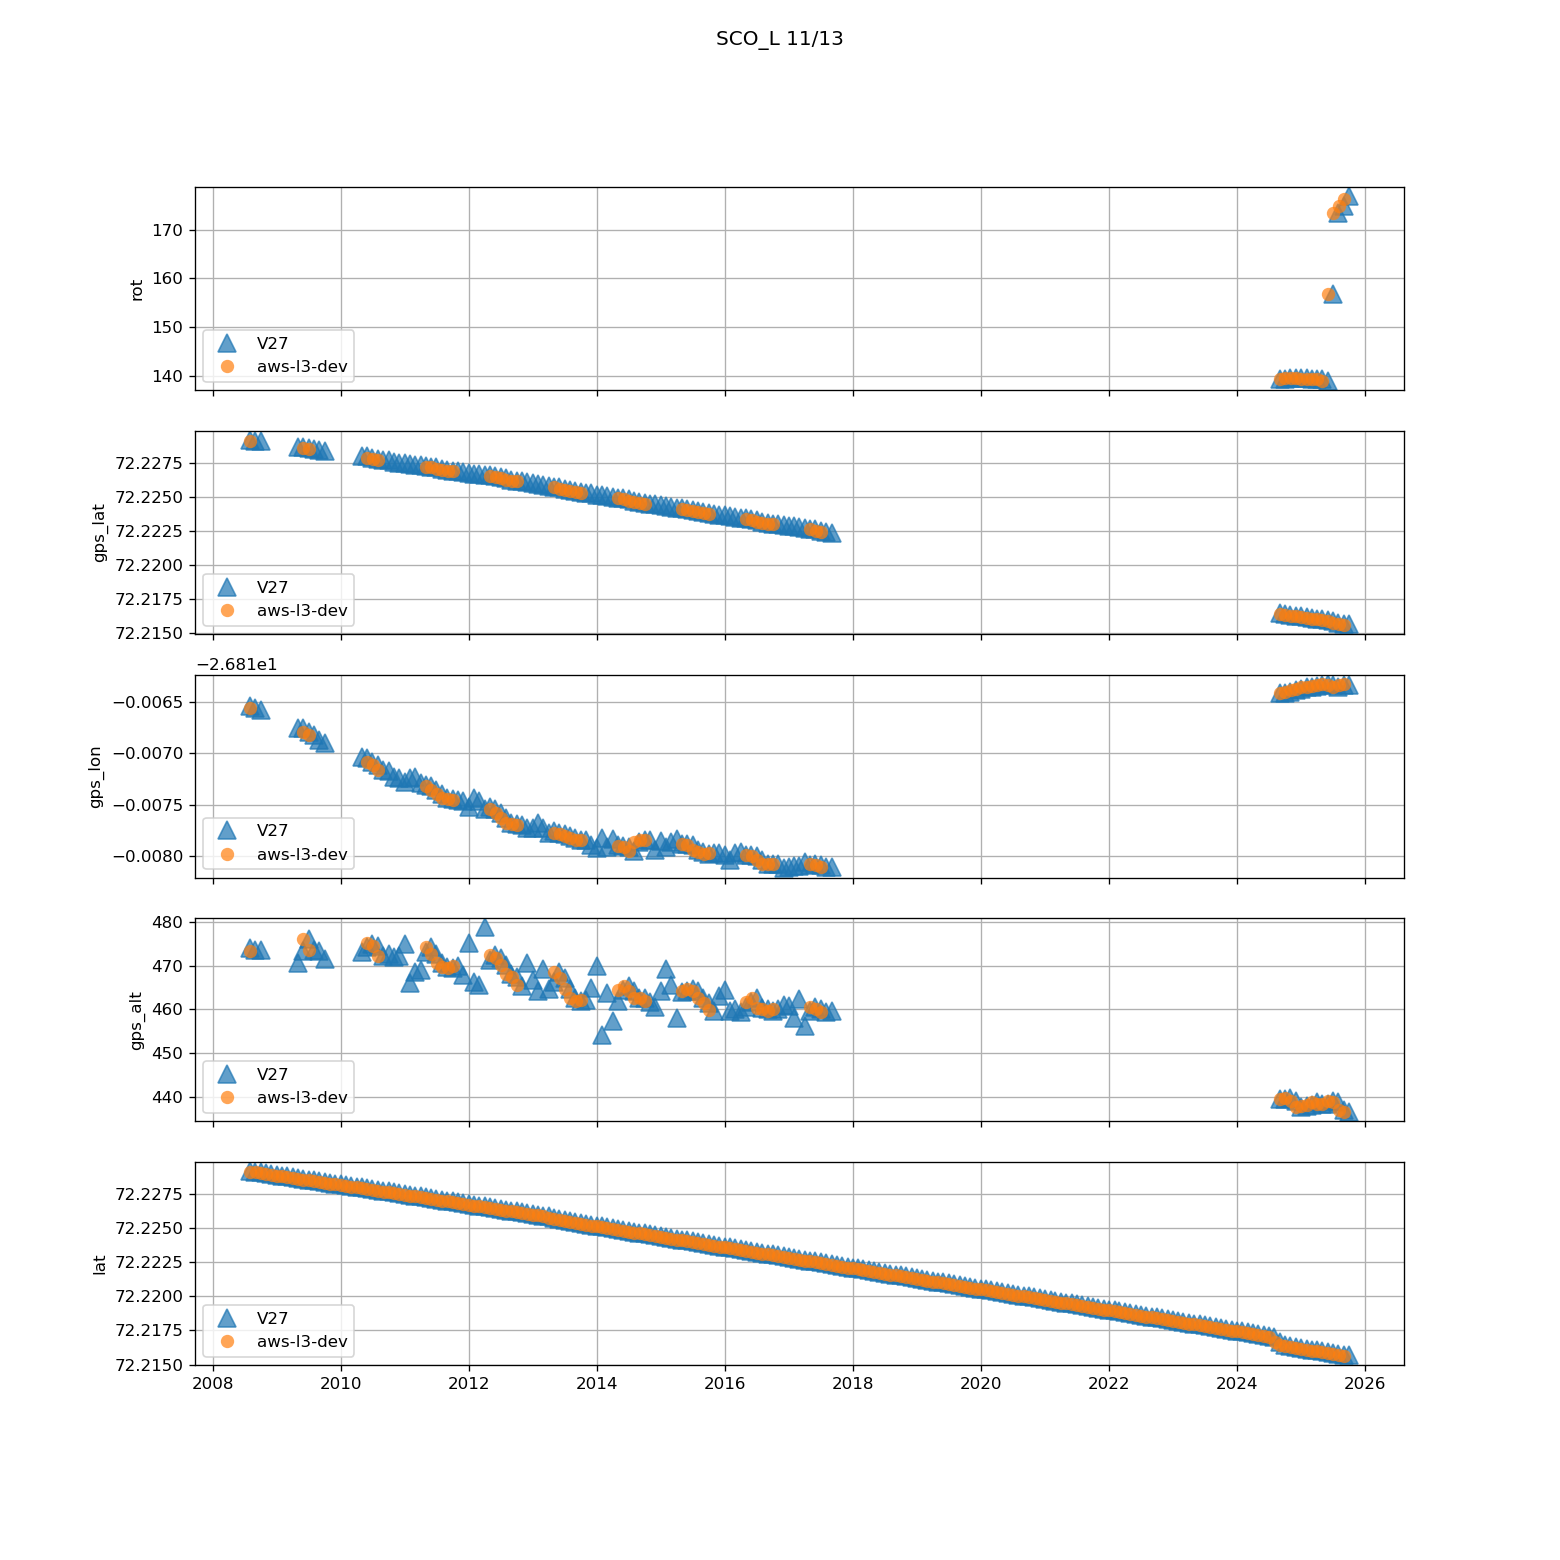 SCO_L 11/13
170
160
150
140
rot
V27
aws-l3-dev
72.2275
72.2250
72.2225
72.2200
72.2175
72.2150
gps_lat
V27
aws-l3-dev
−2.681e1
−0.0065
−0.0070
−0.0075
−0.0080
gps_lon
V27
aws-l3-dev
480
470
460
450
440
gps_alt
V27
aws-l3-dev
72.2275
72.2250
72.2225
72.2200
72.2175
72.2150
lat
V27
aws-l3-dev
2008 2010 2012 2014 2016 2018 2020 2022 2024 2026